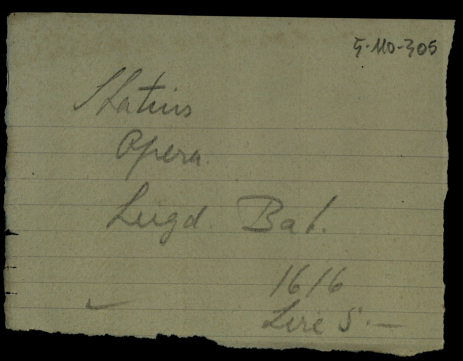 5-110-305
Statius
Opera.
Lugd. Bat.
1616
Lire 5.—